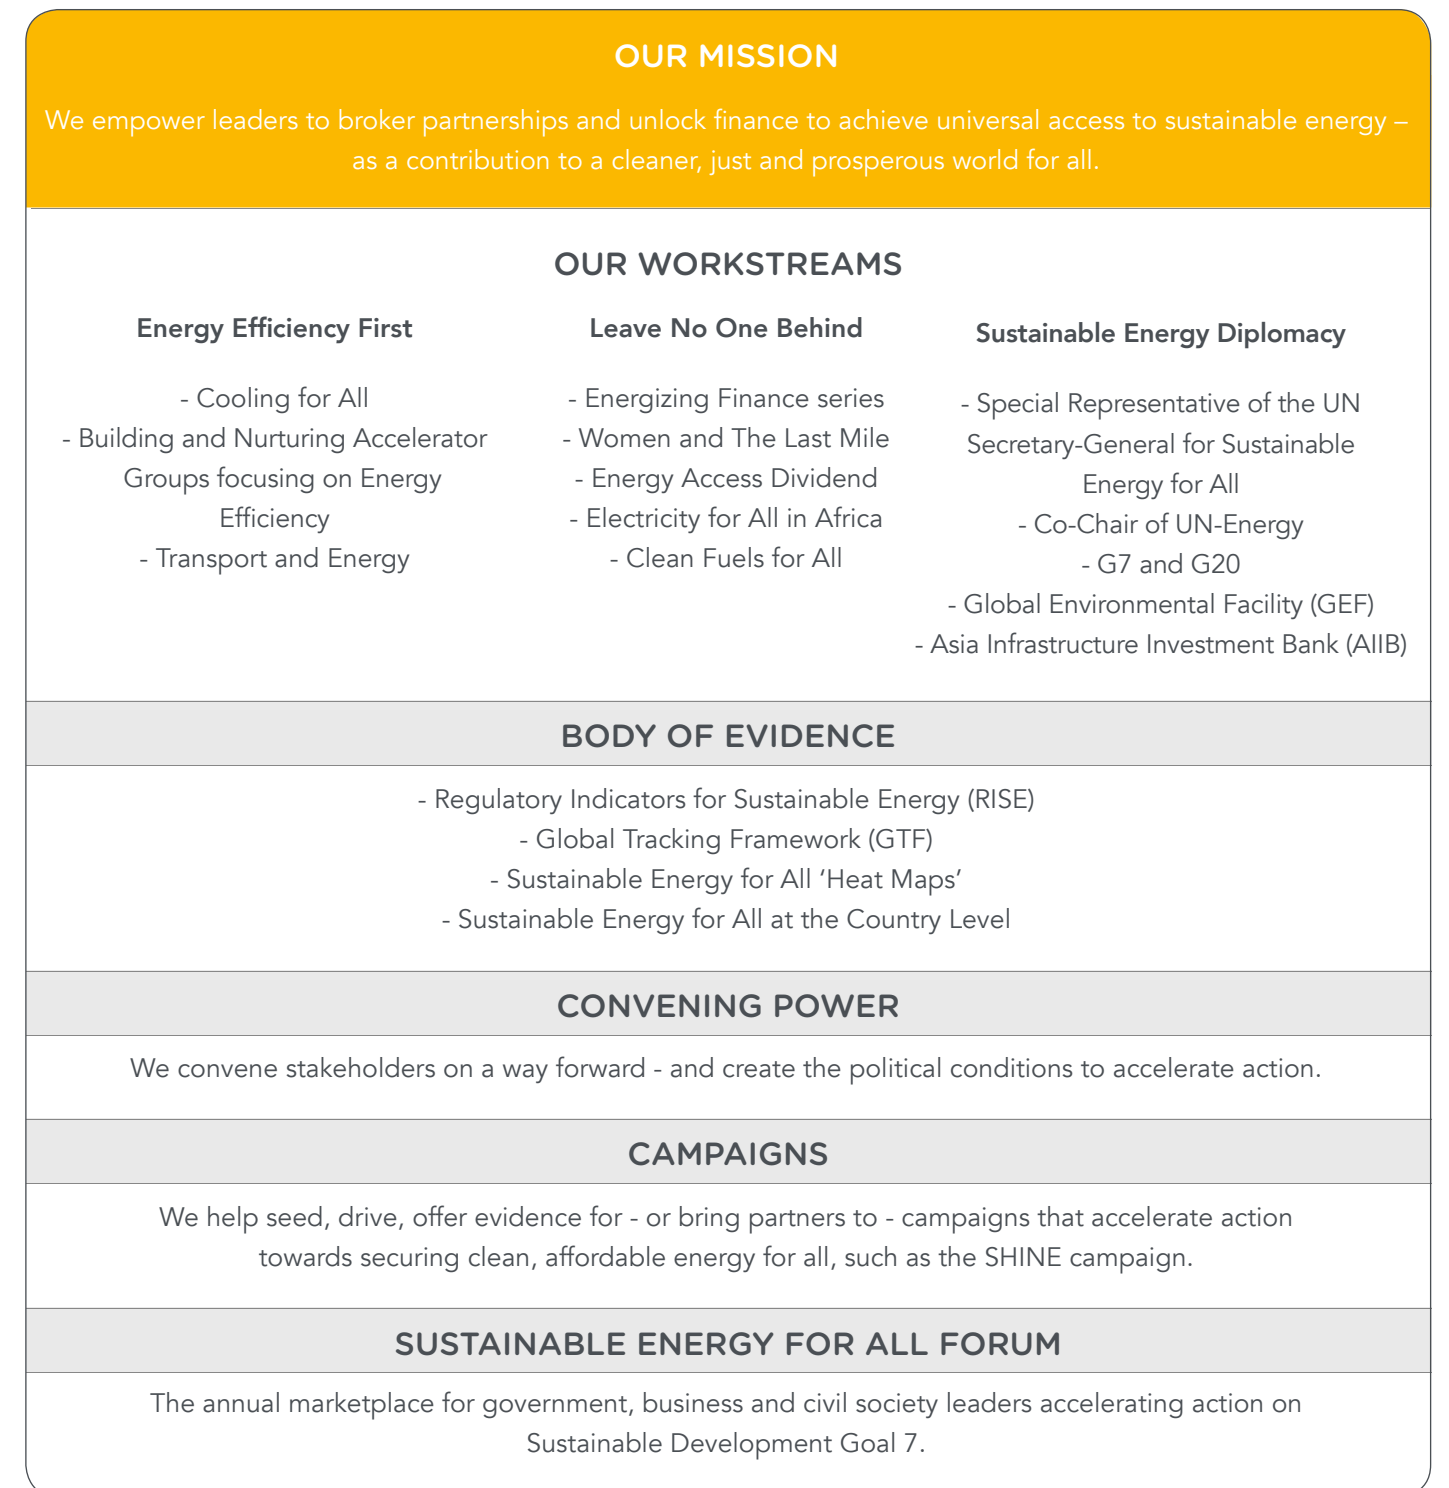 OUR MISSION
We empower leaders to broker partnerships and unlock finance to achieve universal access to sustainable energy –
as a contribution to a cleaner, just and prosperous world for all.
OUR WORKSTREAMS
Energy Efficiency First
- Cooling for All
- Building and Nurturing Accelerator
Groups focusing on Energy
Efficiency
- Transport and Energy
Leave No One Behind
- Energizing Finance series
- Women and The Last Mile
- Energy Access Dividend
- Electricity for All in Africa
- Clean Fuels for All
Sustainable Energy Diplomacy
- Special Representative of the UN
Secretary-General for Sustainable
Energy for All
- Co-Chair of UN-Energy
- G7 and G20
- Global Environmental Facility (GEF)
- Asia Infrastructure Investment Bank (AIIB)
BODY OF EVIDENCE
- Regulatory Indicators for Sustainable Energy (RISE)
- Global Tracking Framework (GTF)
- Sustainable Energy for All ‘Heat Maps’
- Sustainable Energy for All at the Country Level
CONVENING POWER
We convene stakeholders on a way forward - and create the political conditions to accelerate action.
CAMPAIGNS
We help seed, drive, offer evidence for - or bring partners to - campaigns that accelerate action
towards securing clean, affordable energy for all, such as the SHINE campaign.
SUSTAINABLE ENERGY FOR ALL FORUM
The annual marketplace for government, business and civil society leaders accelerating action on
Sustainable Development Goal 7.